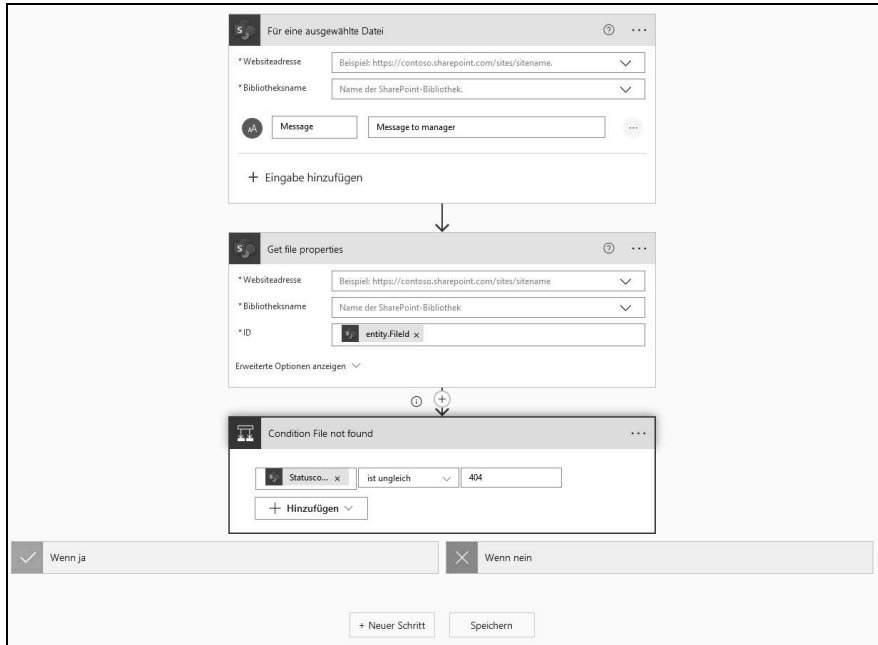 Für eine ausgewählte Datei
* Websiteadresse
Beispiel: https://contoso.sharepoint.com/sites/sitename.
* Bibliotheksname
Name der SharePoint-Bibliothek.
AA Message Message to manager
+ Eingabe hinzufügen
Get file properties
* Websiteadresse
Beispiel: https://contoso.sharepoint.com/sites/sitename
* Bibliotheksname
Name der SharePoint-Bibliothek
* ID
entity.FileId ×
Erweiterte Optionen anzeigen
Condition File not found
Statusco... × ist ungleich 404
+ Hinzufügen
Wenn ja
Wenn nein
+ Neuer Schritt
Speichern